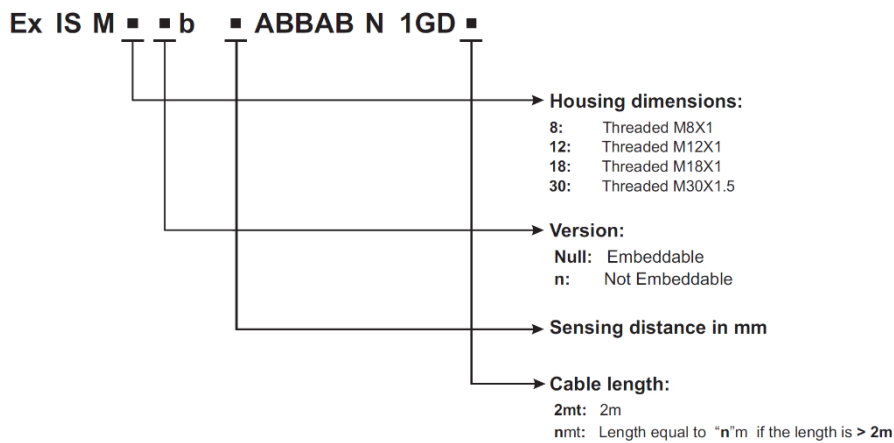 Ex IS M ▪ ▪ b ▪ ABBAB N 1GD ▪
Housing dimensions:
8: Threaded M8X1
12: Threaded M12X1
18: Threaded M18X1
30: Threaded M30X1.5
Version:
Null: Embeddable
n: Not Embeddable
Sensing distance in mm
Cable length:
2mt: 2m
nmt: Length equal to “n”m if the length is > 2m